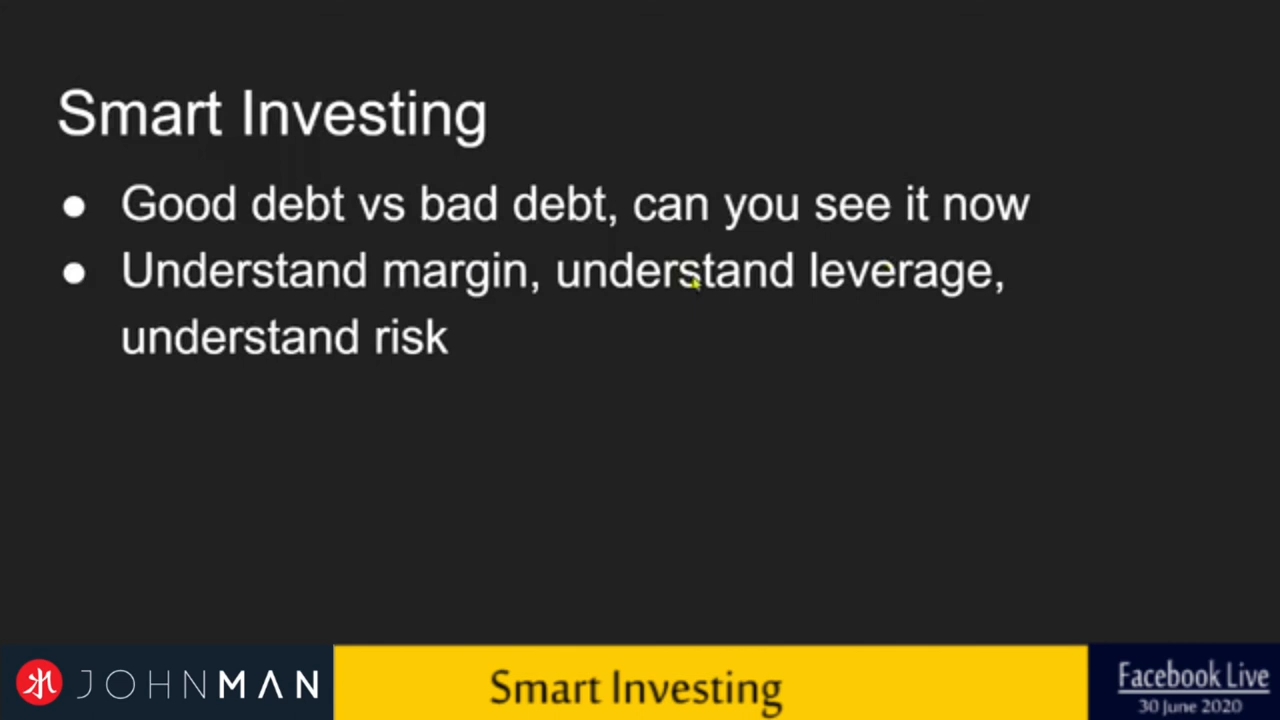 Smart Investing
● Good debt vs bad debt, can you see it now
● Understand margin, understand leverage,
understand risk
JOHNMAN
Smart Investing
Facebook Live
30 June 2020